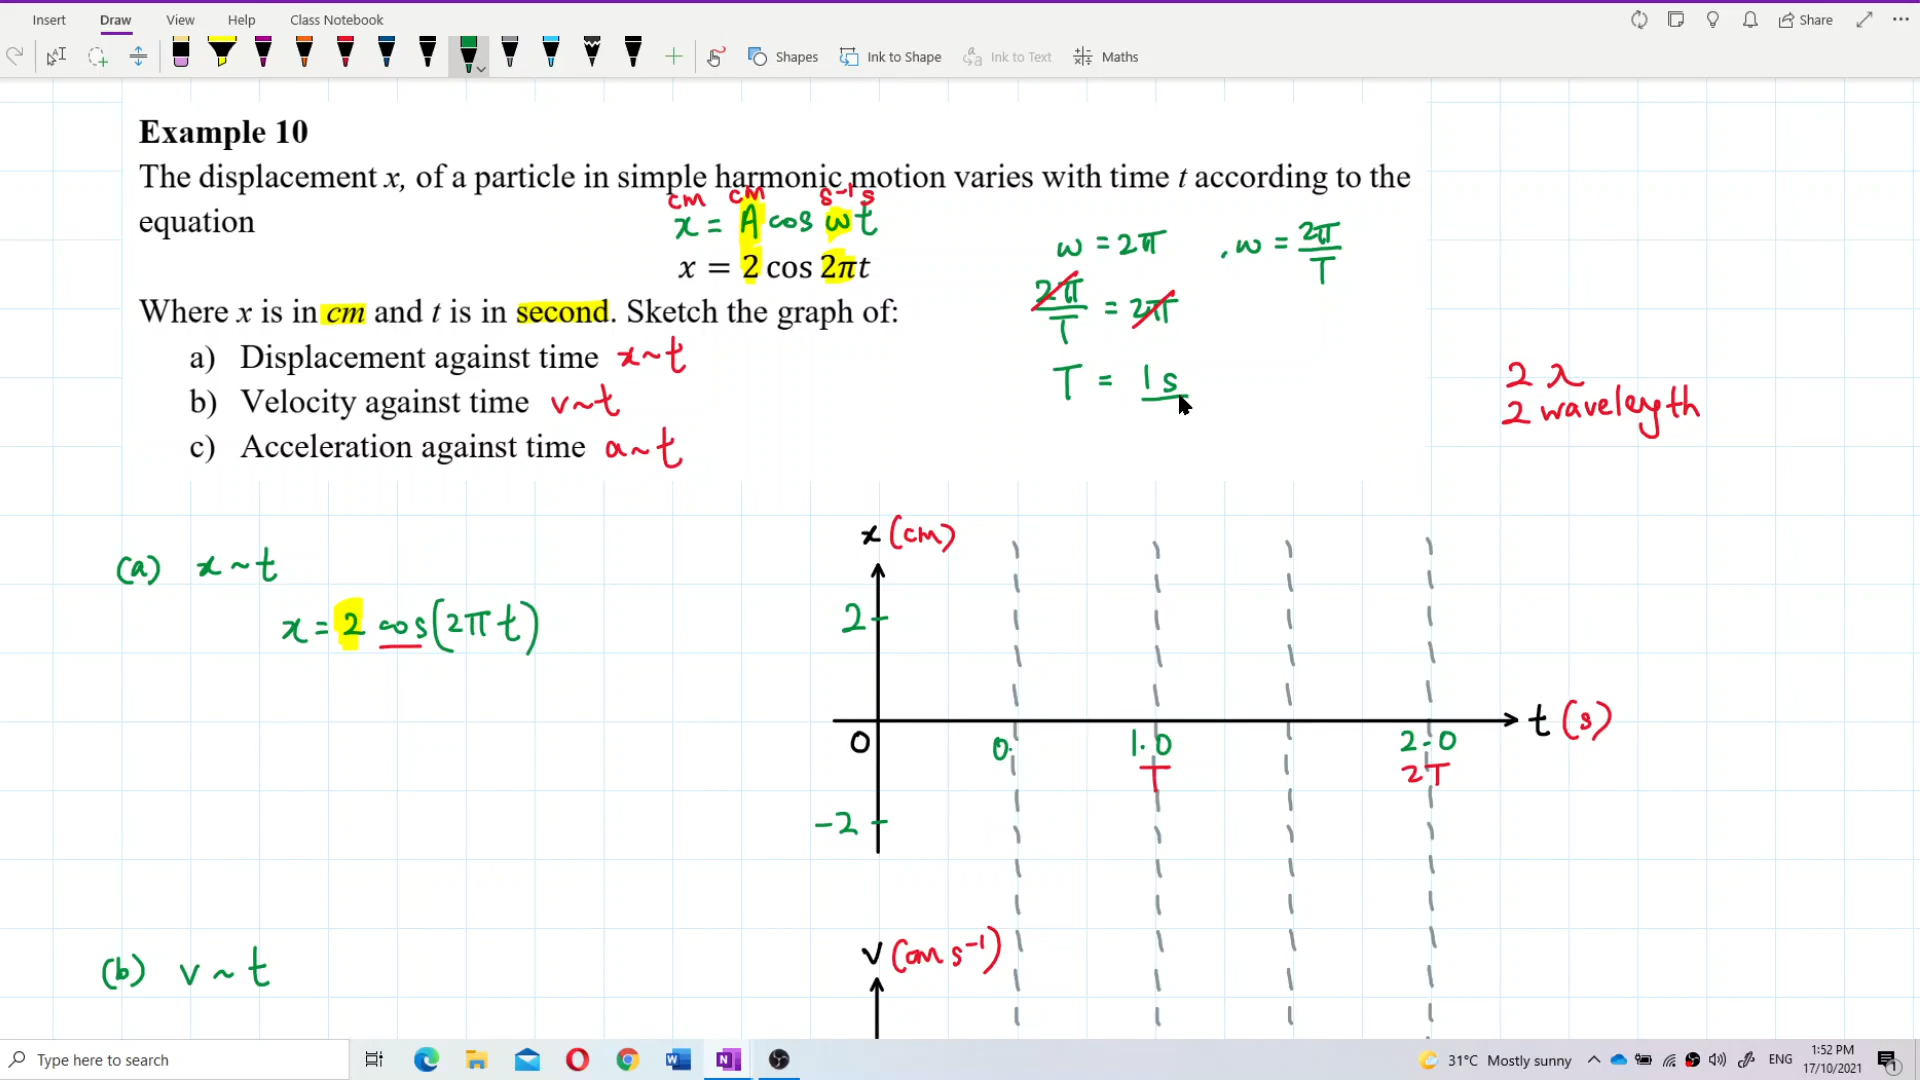 Insert Draw View Help Class Notebook Share
Shapes Ink to Shape Ink to Text Maths
Example 10
The displacement x, of a particle in simple harmonic motion varies with time t according to the
equation
cm cm s⁻¹ s
x = A cos ωt
x = 2 cos 2πt
Where x is in cm and t is in second. Sketch the graph of:
a) Displacement against time x~t
b) Velocity against time v~t
c) Acceleration against time a~t
ω = 2π , ω = 2π/T
2π/T = 2π
T = 1s
2 λ
2 wavelength
(a) x ~ t
x = 2 cos(2π t)
x (cm)
2
t (s)
0 0. 1.0 2.0
T 2T
-2
(b) v ~ t
v (cm s⁻¹)
Type here to search
31°C Mostly sunny
ENG
1:52 PM
17/10/2021
1